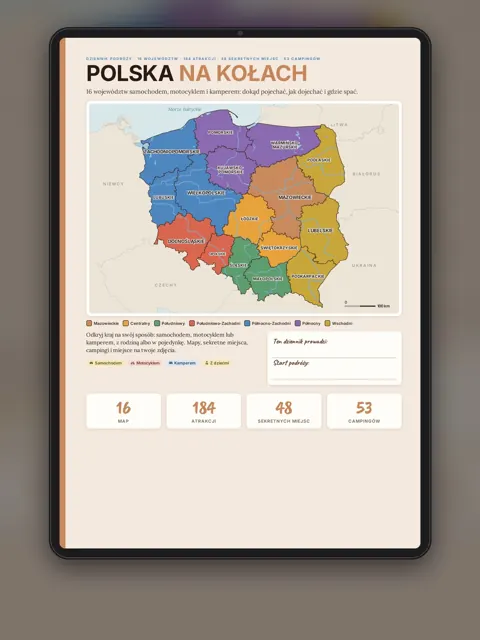 DZIENNIK PODRÓŻY · 16 WOJEWÓDZTW · 184 ATRAKCJI · 48 SEKRETNYCH MIEJSC · 53 CAMPINGÓW
POLSKA NA KOŁACH
16 województw samochodem, motocyklem i kamperem: dokąd pojechać, jak dojechać i gdzie spać.
Morze Bałtyckie
LITWA
POMORSKIE
WARMIŃSKO-
MAZURSKIE
ZACHODNIOPOMORSKIE
PODLASKIE
KUJAWSKO-
POMORSKIE
BIAŁORUŚ
NIEMCY
LUBUSKIE
WIELKOPOLSKIE
MAZOWIECKIE
ŁÓDZKIE
LUBELSKIE
DOLNOŚLĄSKIE
ŚWIĘTOKRZYSKIE
OPOLSKIE
ŚLĄSKIE
UKRAINA
PODKARPACKIE
MAŁOPOLSKIE
CZECHY
0 100 km
Mazowieckie Centralny Południowy Południowo-Zachodni Północno-Zachodni Północny Wschodni
Odkryj kraj na swój sposób: samochodem, motocyklem lub
kamperem, z rodziną albo w pojedynkę. Mapy, sekretne miejsca,
campingi i miejsce na twoje zdjęcia.
Samochodem Motocyklem Kamperem Z dziećmi
Ten dziennik prowadzi:
Start podróży:
16 184 48 53
MAP ATRAKCJI SEKRETNYCH MIEJSC CAMPINGÓW